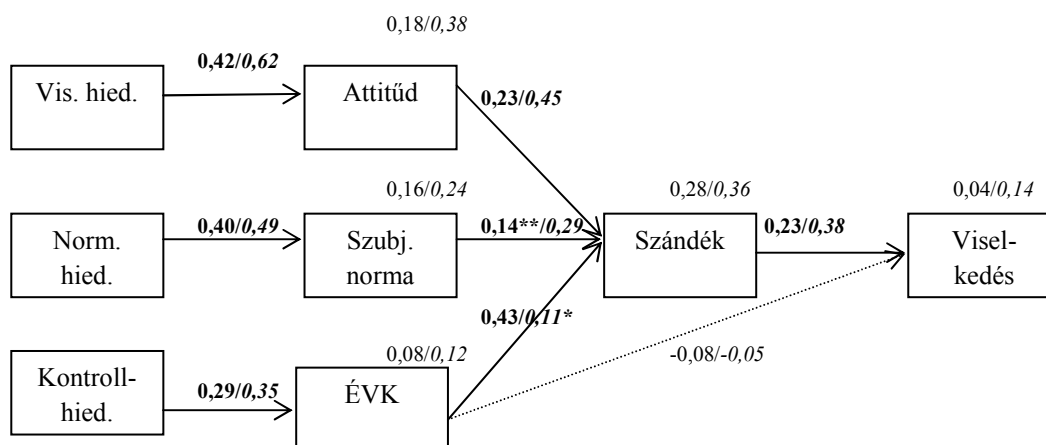 0,18/0,38
Vis. hied.
0,42/0,62
Attitűd
0,23/0,45
0,16/0,24
0,28/0,36
0,04/0,14
Norm.
hied.
0,40/0,49
Szubj.
norma
0,14**/0,29
Szándék
0,23/0,38
Visel-
kedés
0,43/0,11*
0,08/0,12
-0,08/-0,05
Kontroll-
hied.
0,29/0,35
ÉVK